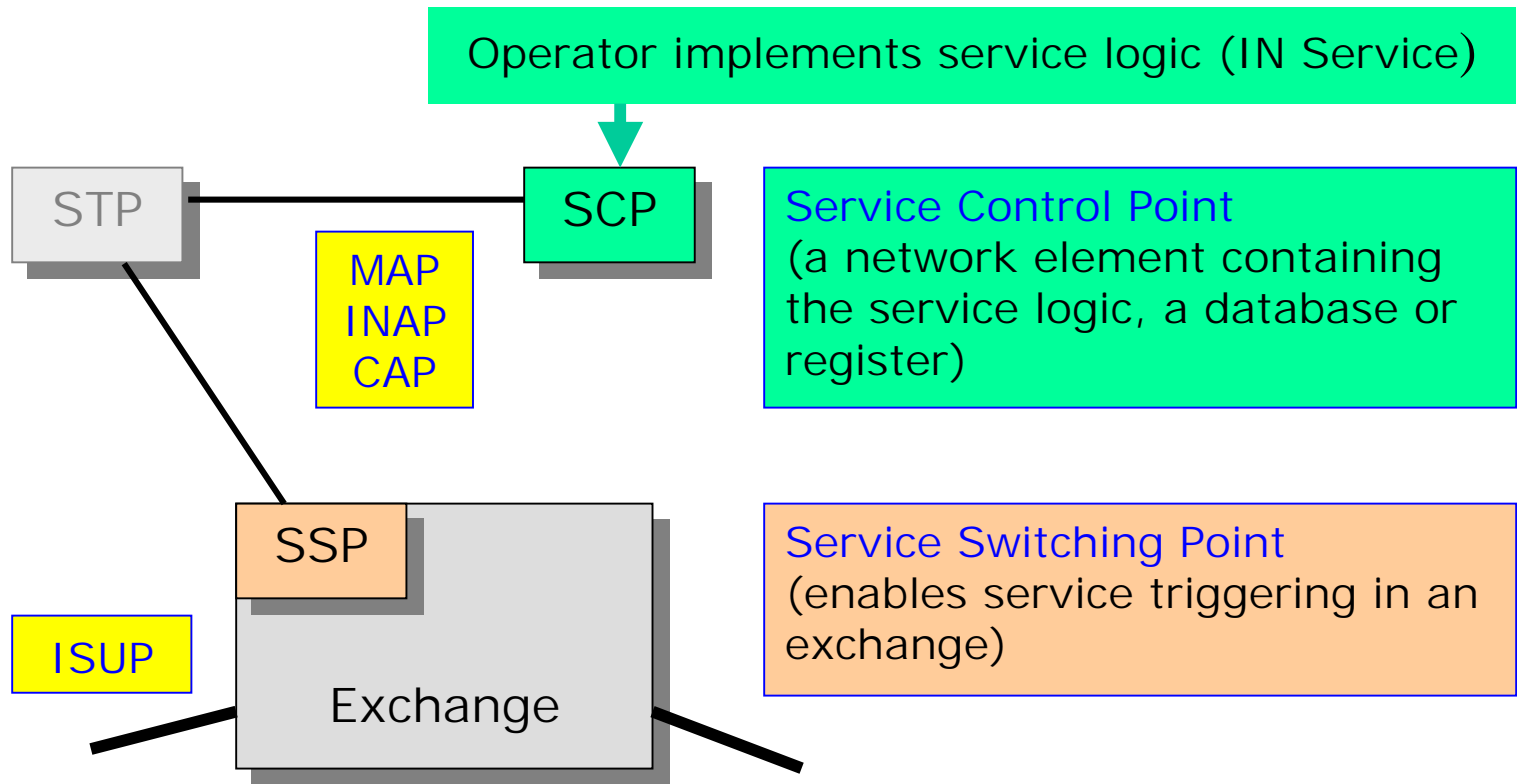 Operator implements service logic (IN Service)
STP
SCP
MAP
INAP
CAP
Service Control Point
(a network element containing
the service logic, a database or
register)
SSP
Service Switching Point
(enables service triggering in an
exchange)
ISUP
Exchange